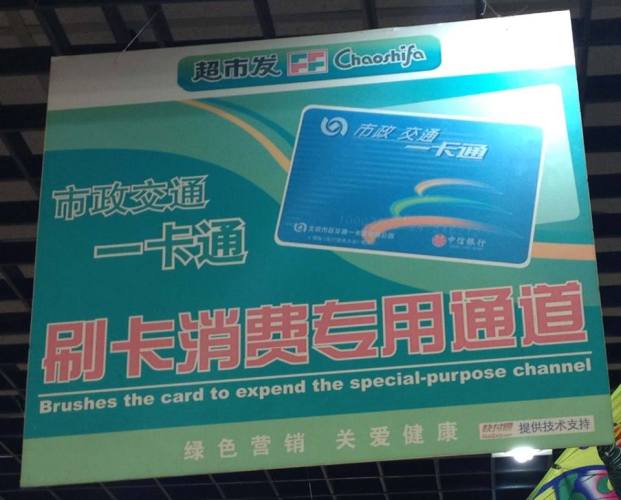 超市发 Chaoshifa
市政交通
一卡通
市政 交通
一卡通
中信银行
刷卡消费专用通道
Brushes the card to expend the special-purpose channel
绿色营销 关爱健康
提供技术支持